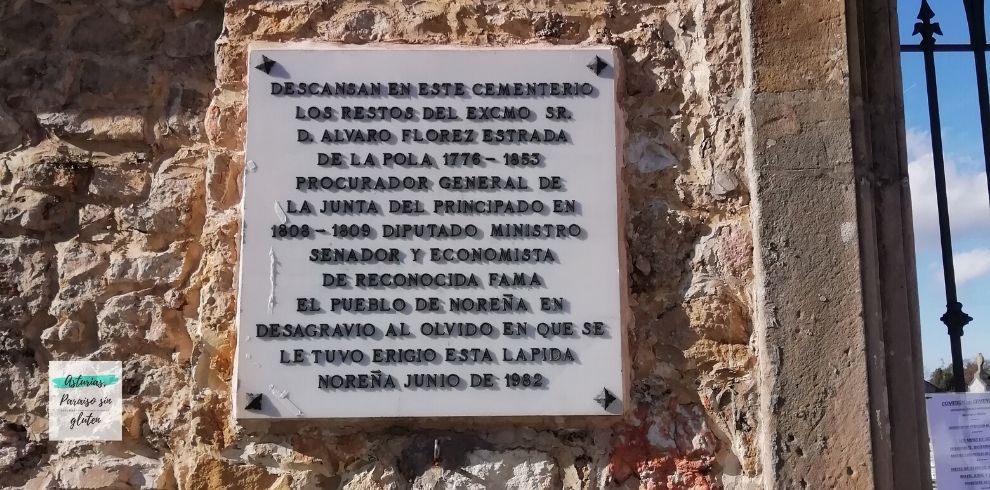 DESCANSAN EN ESTE CEMENTERIO
LOS RESTOS DEL EXCMO SR.
D. ALVARO FLOREZ ESTRADA
DE LA POLA 1776 - 1853
PROCURADOR GENERAL DE
LA JUNTA DEL PRINCIPADO EN
1808 - 1809 DIPUTADO MINISTRO
SENADOR Y ECONOMISTA
DE RECONOCIDA FAMA
EL PUEBLO DE NOREÑA EN
DESAGRAVIO AL OLVIDO EN QUE SE
LE TUVO ERIGIO ESTA LAPIDA
NOREÑA JUNIO DE 1982
Asturias,
Paraiso sin
gluten